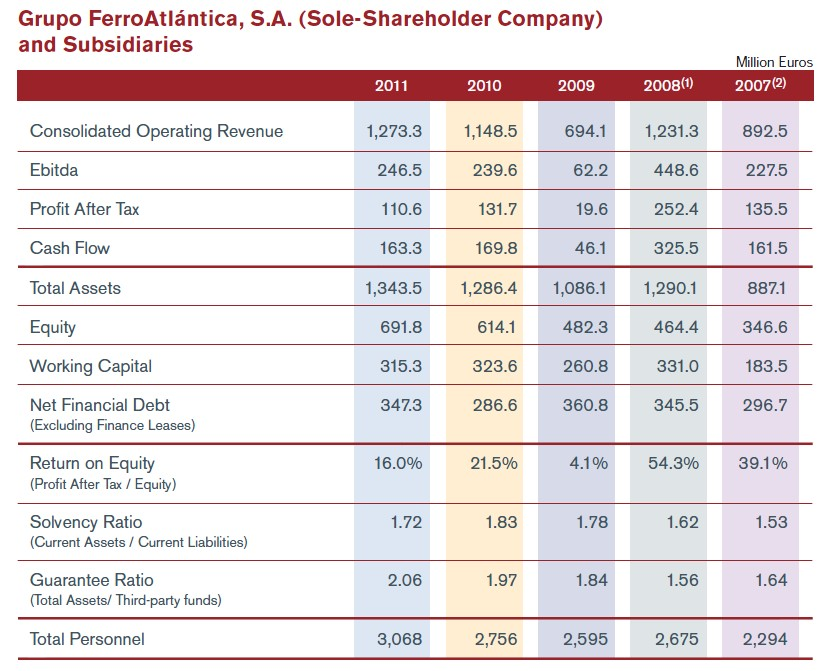 Grupo FerroAtlántica, S.A. (Sole-Shareholder Company)
and Subsidiaries
Million Euros
2011 2010 2009 2008(1) 2007(2)
Consolidated Operating Revenue 1,273.3 1,148.5 694.1 1,231.3 892.5
Ebitda 246.5 239.6 62.2 448.6 227.5
Profit After Tax 110.6 131.7 19.6 252.4 135.5
Cash Flow 163.3 169.8 46.1 325.5 161.5
Total Assets 1,343.5 1,286.4 1,086.1 1,290.1 887.1
Equity 691.8 614.1 482.3 464.4 346.6
Working Capital 315.3 323.6 260.8 331.0 183.5
Net Financial Debt 347.3 286.6 360.8 345.5 296.7
(Excluding Finance Leases)
Return on Equity 16.0% 21.5% 4.1% 54.3% 39.1%
(Profit After Tax / Equity)
Solvency Ratio 1.72 1.83 1.78 1.62 1.53
(Current Assets / Current Liabilities)
Guarantee Ratio 2.06 1.97 1.84 1.56 1.64
(Total Assets/ Third-party funds)
Total Personnel 3,068 2,756 2,595 2,675 2,294